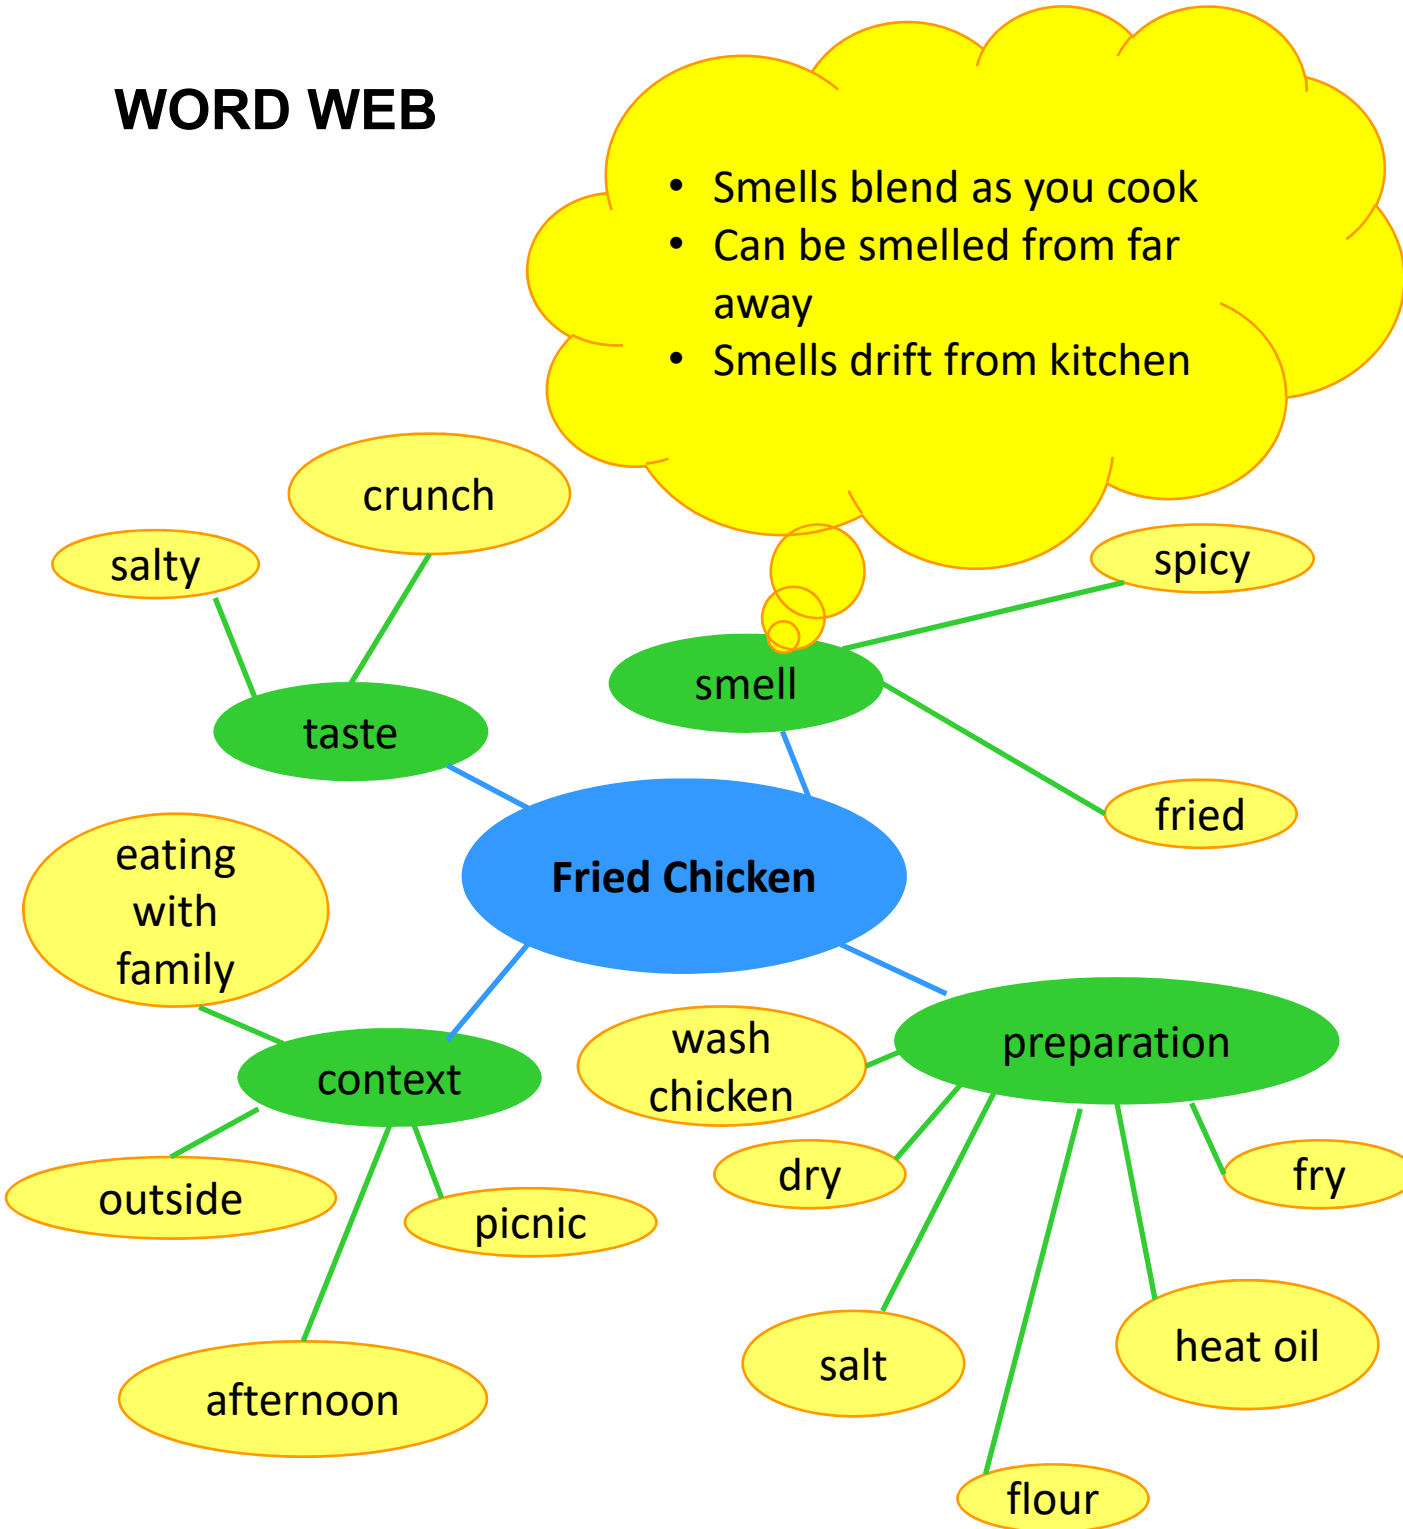 WORD WEB
• Smells blend as you cook
• Can be smelled from far
away
• Smells drift from kitchen
crunch
salty
spicy
smell
taste
fried
eating
with
family
Fried Chicken
wash
chicken
preparation
context
dry
fry
outside
picnic
salt
heat oil
afternoon
flour